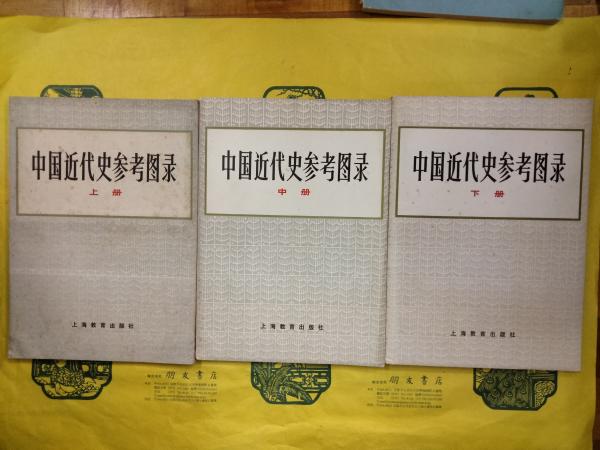 中国近代史参考图录
上册
上海教育出版社
中国近代史参考图录
中册
上海教育出版社
中国近代史参考图录
下册
上海教育出版社
朋友書店
朋友書店